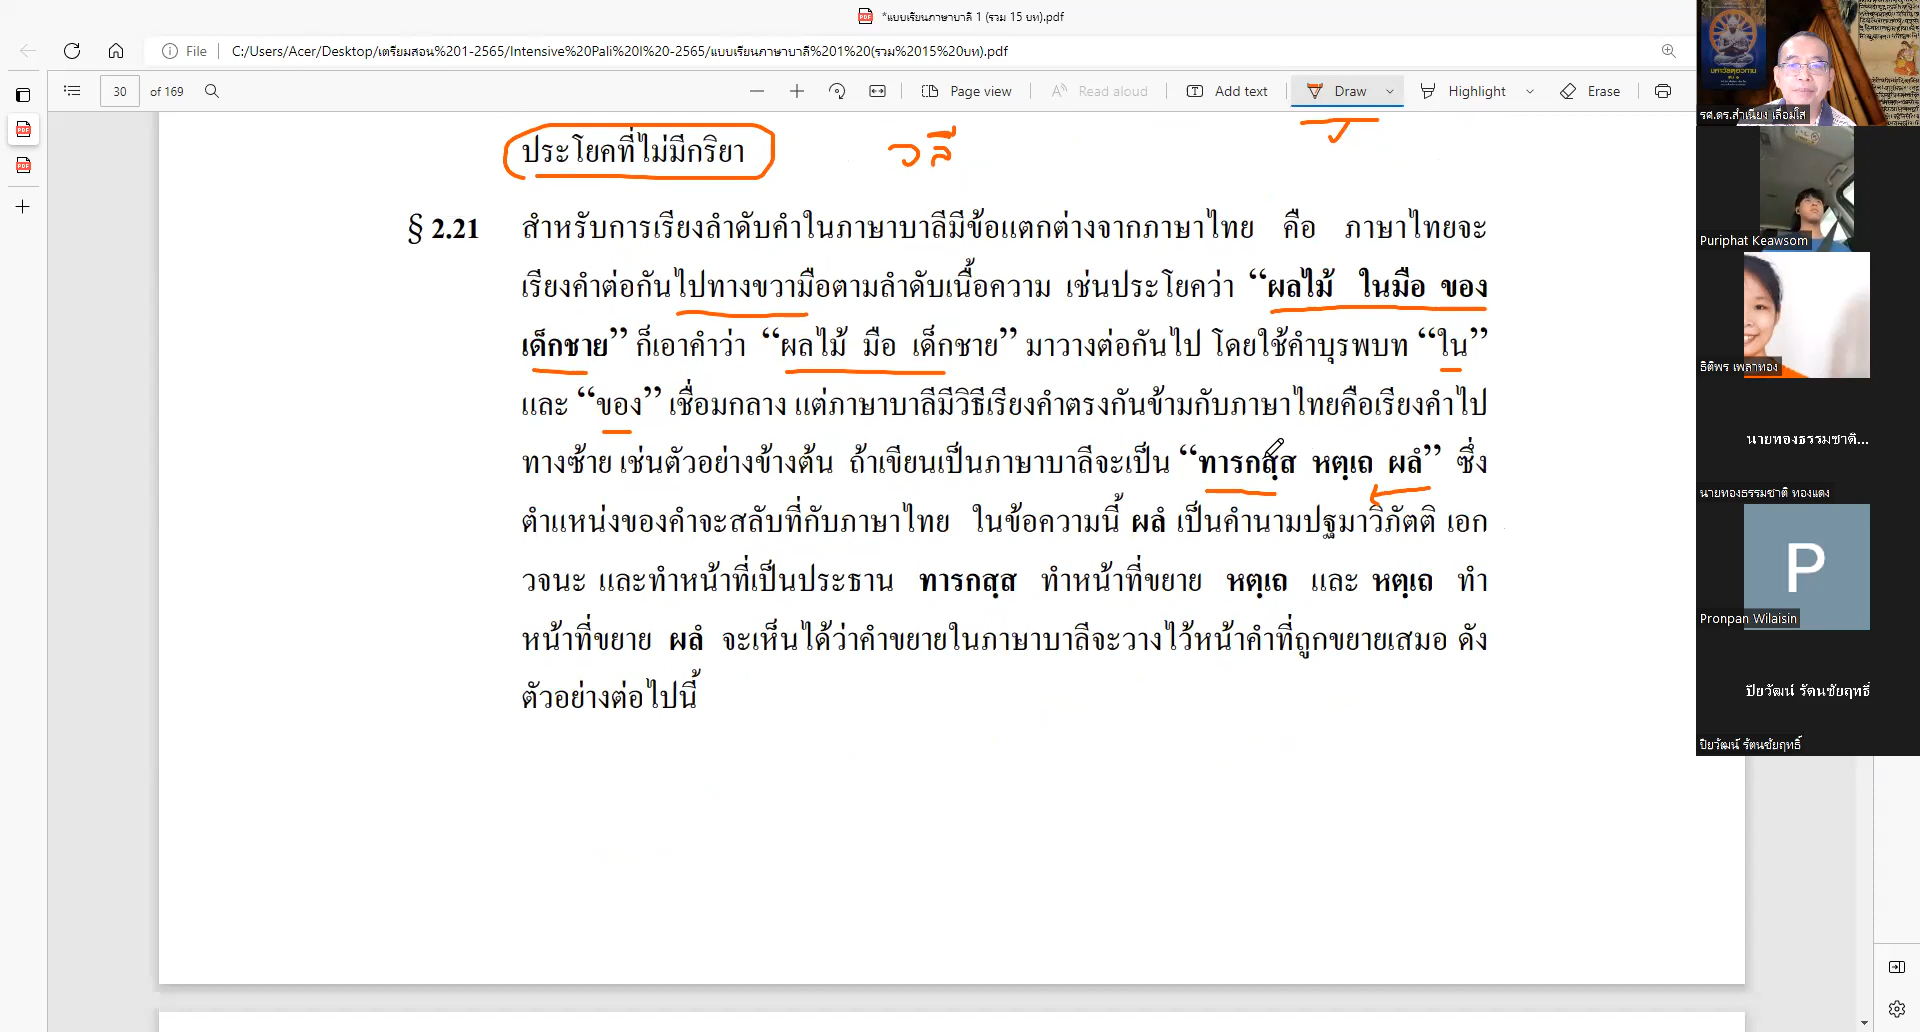 *แบบเรียนภาษาบาลี 1 (รวม 15 บท).pdf
File C:/Users/Acer/Desktop/เตรียมสอน%201-2565/Intensive%20Pali%20I%20-2565/แบบเรียนภาษาบาลี%201%20(รวม%2015%20บท).pdf
30 of 169 Page view Read aloud Add text Draw Highlight Erase
ประโยคที่ไม่มีกริยา
วลี
§ 2.21 สำหรับการเรียงลำดับคำในภาษาบาลีมีข้อแตกต่างจากภาษาไทย คือ ภาษาไทยจะ
เรียงคำต่อกันไปทางขวามือตามลำดับเนื้อความ เช่นประโยคว่า “ผลไม้ ในมือ ของ
เด็กชาย” ก็เอาคำว่า “ผลไม้ มือ เด็กชาย” มาวางต่อกันไป โดยใช้คำบุรพบท “ใน”
และ “ของ” เชื่อมกลาง แต่ภาษาบาลีมีวิธีเรียงคำตรงกันข้ามกับภาษาไทยคือเรียงคำไป
ทางซ้าย เช่นตัวอย่างข้างต้น ถ้าเขียนเป็นภาษาบาลีจะเป็น “ทารกสฺส หตฺเถ ผลํ” ซึ่ง
ตำแหน่งของคำจะสลับที่กับภาษาไทย ในข้อความนี้ ผลํ เป็นคำนามปฐมาวิภัตติ เอก
วจนะ และทำหน้าที่เป็นประธาน ทารกสฺส ทำหน้าที่ขยาย หตฺเถ และ หตฺเถ ทำ
หน้าที่ขยาย ผลํ จะเห็นได้ว่าคำขยายในภาษาบาลีจะวางไว้หน้าคำที่ถูกขยายเสมอ ดัง
ตัวอย่างต่อไปนี้
รศ.ดร.สำเนียง เลื่อมใส
Puriphat Keawsom
ธิติพร เพลาทอง
นายทองธรรมชาติ...
นายทองธรรมชาติ ทองแดง
P
Pronpan Wilaisin
ปิยวัฒน์ รัตนชัยฤทธิ์
ปิยวัฒน์ รัตนชัยฤทธิ์